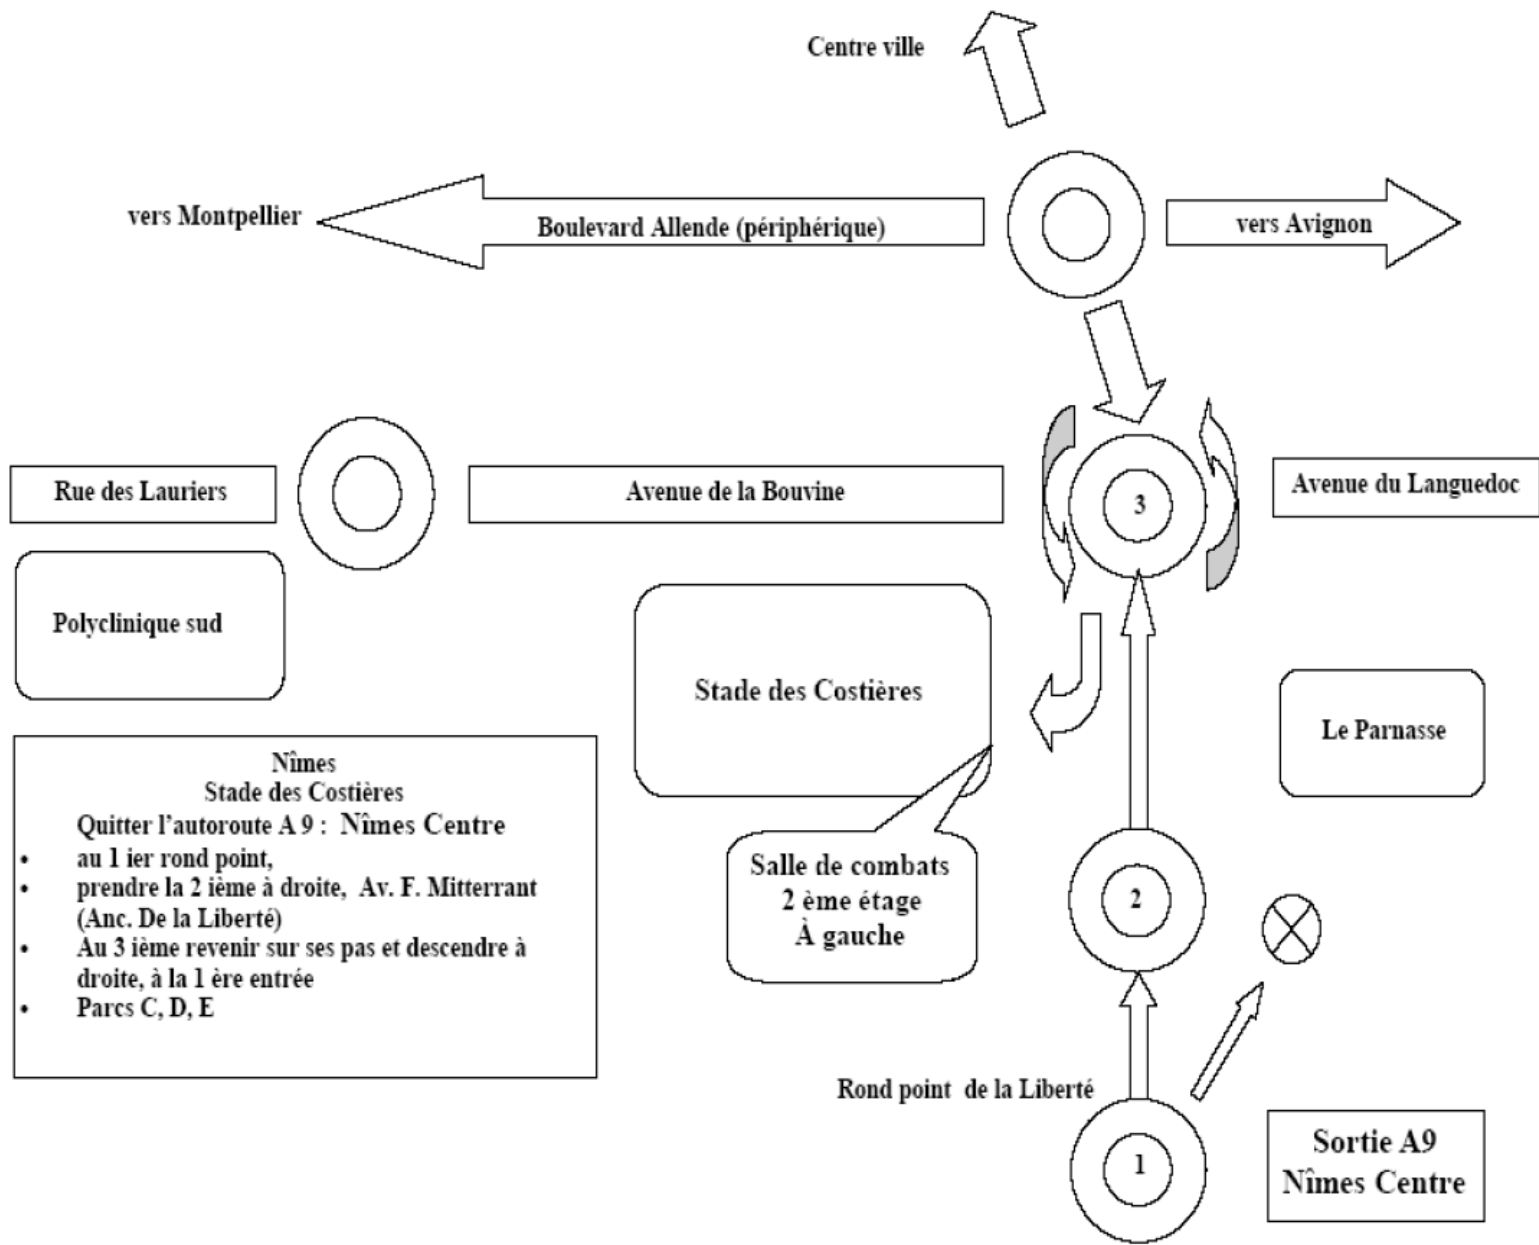 Centre ville
vers Montpellier
Boulevard Allende (périphérique)
vers Avignon
Rue des Lauriers
Avenue de la Bouvine
3
Avenue du Languedoc
Polyclinique sud
Stade des Costières
Le Parnasse
Nîmes
Stade des Costières
Quitter l'autoroute A 9 : Nîmes Centre
• au 1 ier rond point,
• prendre la 2 ième à droite, Av. F. Mitterrant
(Anc. De la Liberté)
• Au 3 ième revenir sur ses pas et descendre à
droite, à la 1 ère entrée
• Parcs C, D, E
Salle de combats
2 ème étage
À gauche
2
Rond point de la Liberté
1
Sortie A9
Nîmes Centre